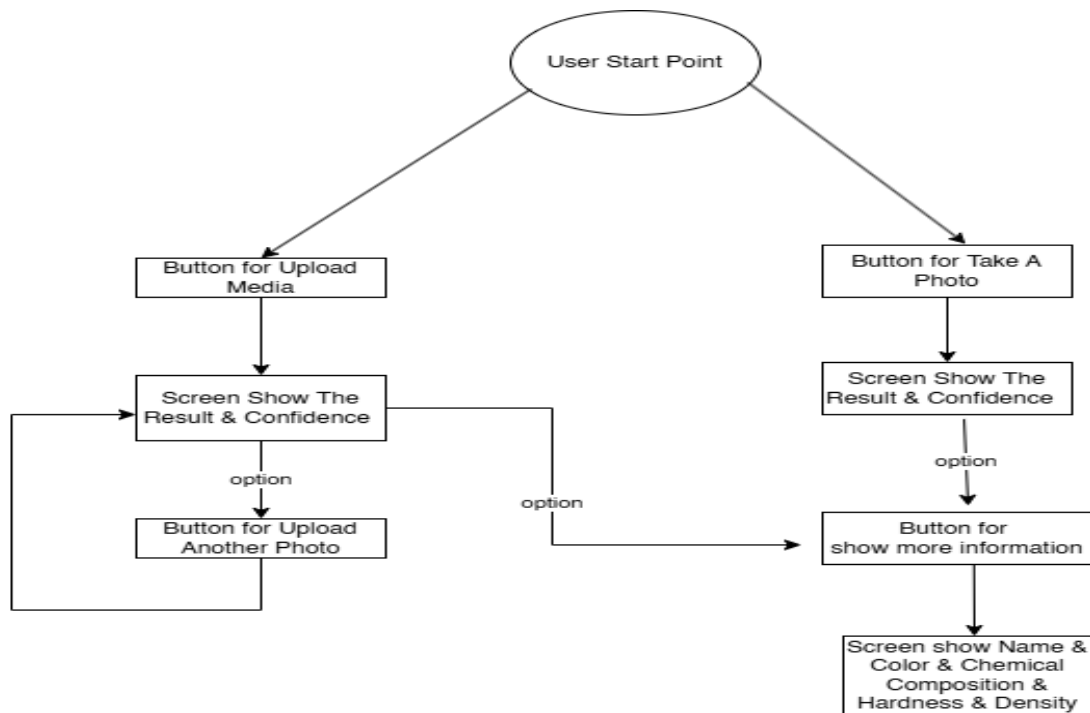 User Start Point
Button for Upload
Media
Button for Take A
Photo
Screen Show The
Result & Confidence
Screen Show The
Result & Confidence
option
option
option
Button for Upload
Another Photo
Button for
show more information
Screen show Name &
Color & Chemical
Composition &
Hardness & Density